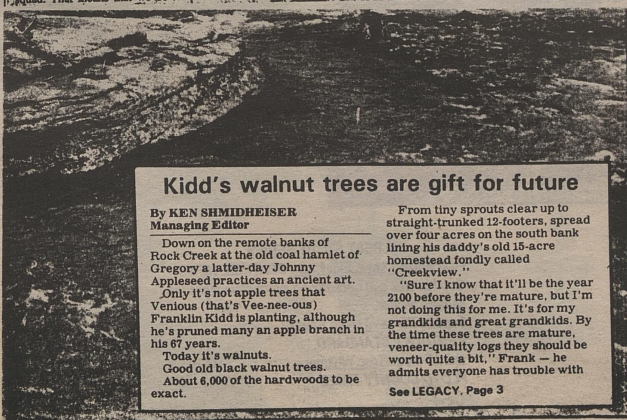 Kidd's walnut trees are gift for future
By KEN SHMIDHEISER
Managing Editor
Down on the remote banks of
Rock Creek at the old coal hamlet of
Gregory a latter-day Johnny
Appleseed practices an ancient art.
Only it's not apple trees that
Venious (that's Vee-nee-ous)
Franklin Kidd is planting, although
he's pruned many an apple branch in
his 67 years.
Today it's walnuts.
Good old black walnut trees.
About 6,000 of the hardwoods to be
exact.
From tiny sprouts clear up to
straight-trunked 12-footers, spread
over four acres on the south bank
lining his daddy's old 15-acre
homestead fondly called
"Creekview."
"Sure I know that it'll be the year
2100 before they're mature, but I'm
not doing this for me. It's for my
grandkids and great grandkids. By
the time these trees are mature,
veneer-quality logs they should be
worth quite a bit," Frank — he
admits everyone has trouble with
See LEGACY, Page 3